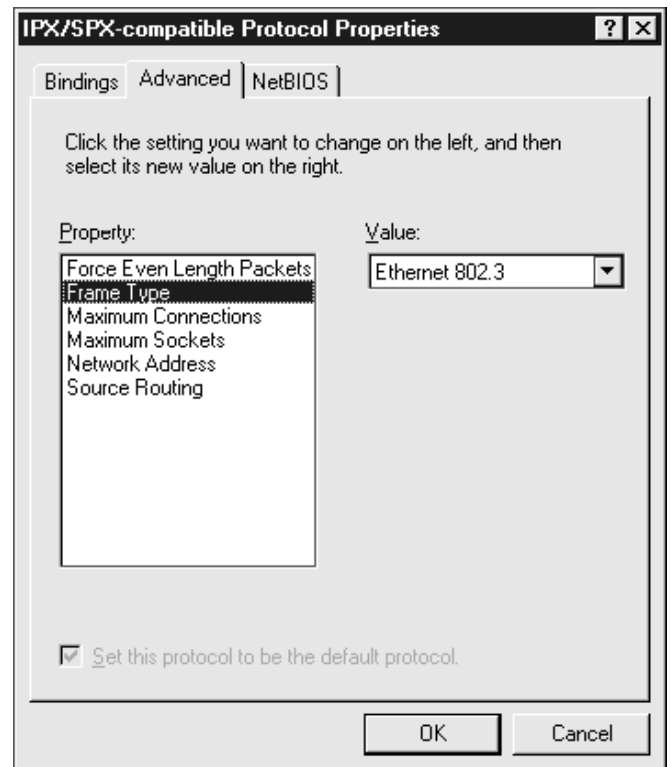 IPX/SPX-compatible Protocol Properties
Bindings Advanced NetBIOS
Click the setting you want to change on the left, and then
select its new value on the right.
Property:
Force Even Length Packets
Frame Type
Maximum Connections
Maximum Sockets
Network Address
Source Routing
Value:
Ethernet 802.3
Set this protocol to be the default protocol.
OK Cancel